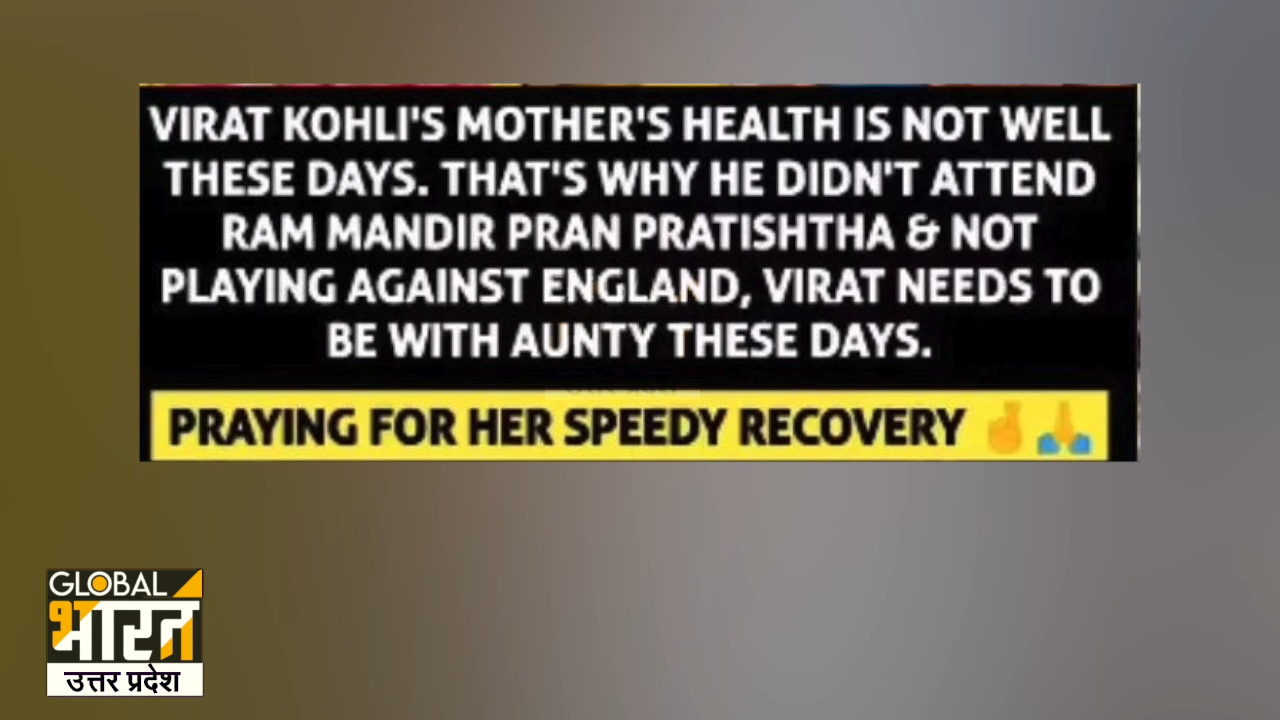 VIRAT KOHLI'S MOTHER'S HEALTH IS NOT WELL
THESE DAYS. THAT'S WHY HE DIDN'T ATTEND
RAM MANDIR PRAN PRATISHTHA & NOT
PLAYING AGAINST ENGLAND, VIRAT NEEDS TO
BE WITH AUNTY THESE DAYS.
PRAYING FOR HER SPEEDY RECOVERY 🤞🙏
GLOBAL
भारत
उत्तर प्रदेश